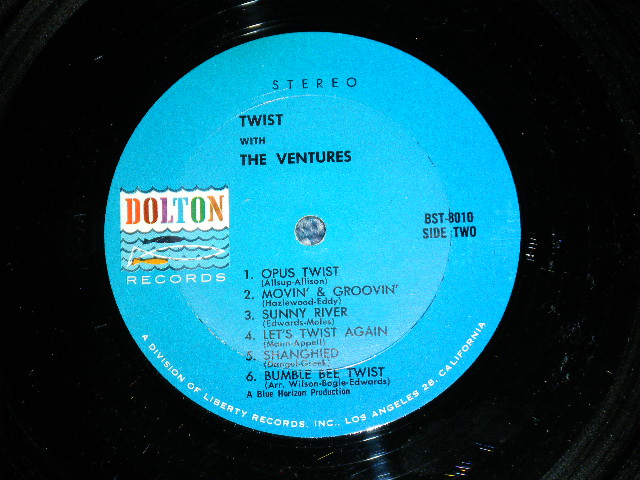 STEREO
TWIST
WITH
THE VENTURES
DOLTON
RECORDS
BST-8010
SIDE TWO
1. OPUS TWIST
(Allsup-Allison)
2. MOVIN' & GROOVIN'
(Hazlewood-Eddy)
3. SUNNY RIVER
(Edwards-Moles)
4. LET'S TWIST AGAIN
(Mann-Appell)
5. SHANGHIED
(Dangel-Greek)
6. BUMBLE BEE TWIST
(Arr. Wilson-Bogle-Edwards)
A Blue Horizon Production
A DIVISION OF LIBERTY RECORDS, INC., LOS ANGELES 28, CALIFORNIA